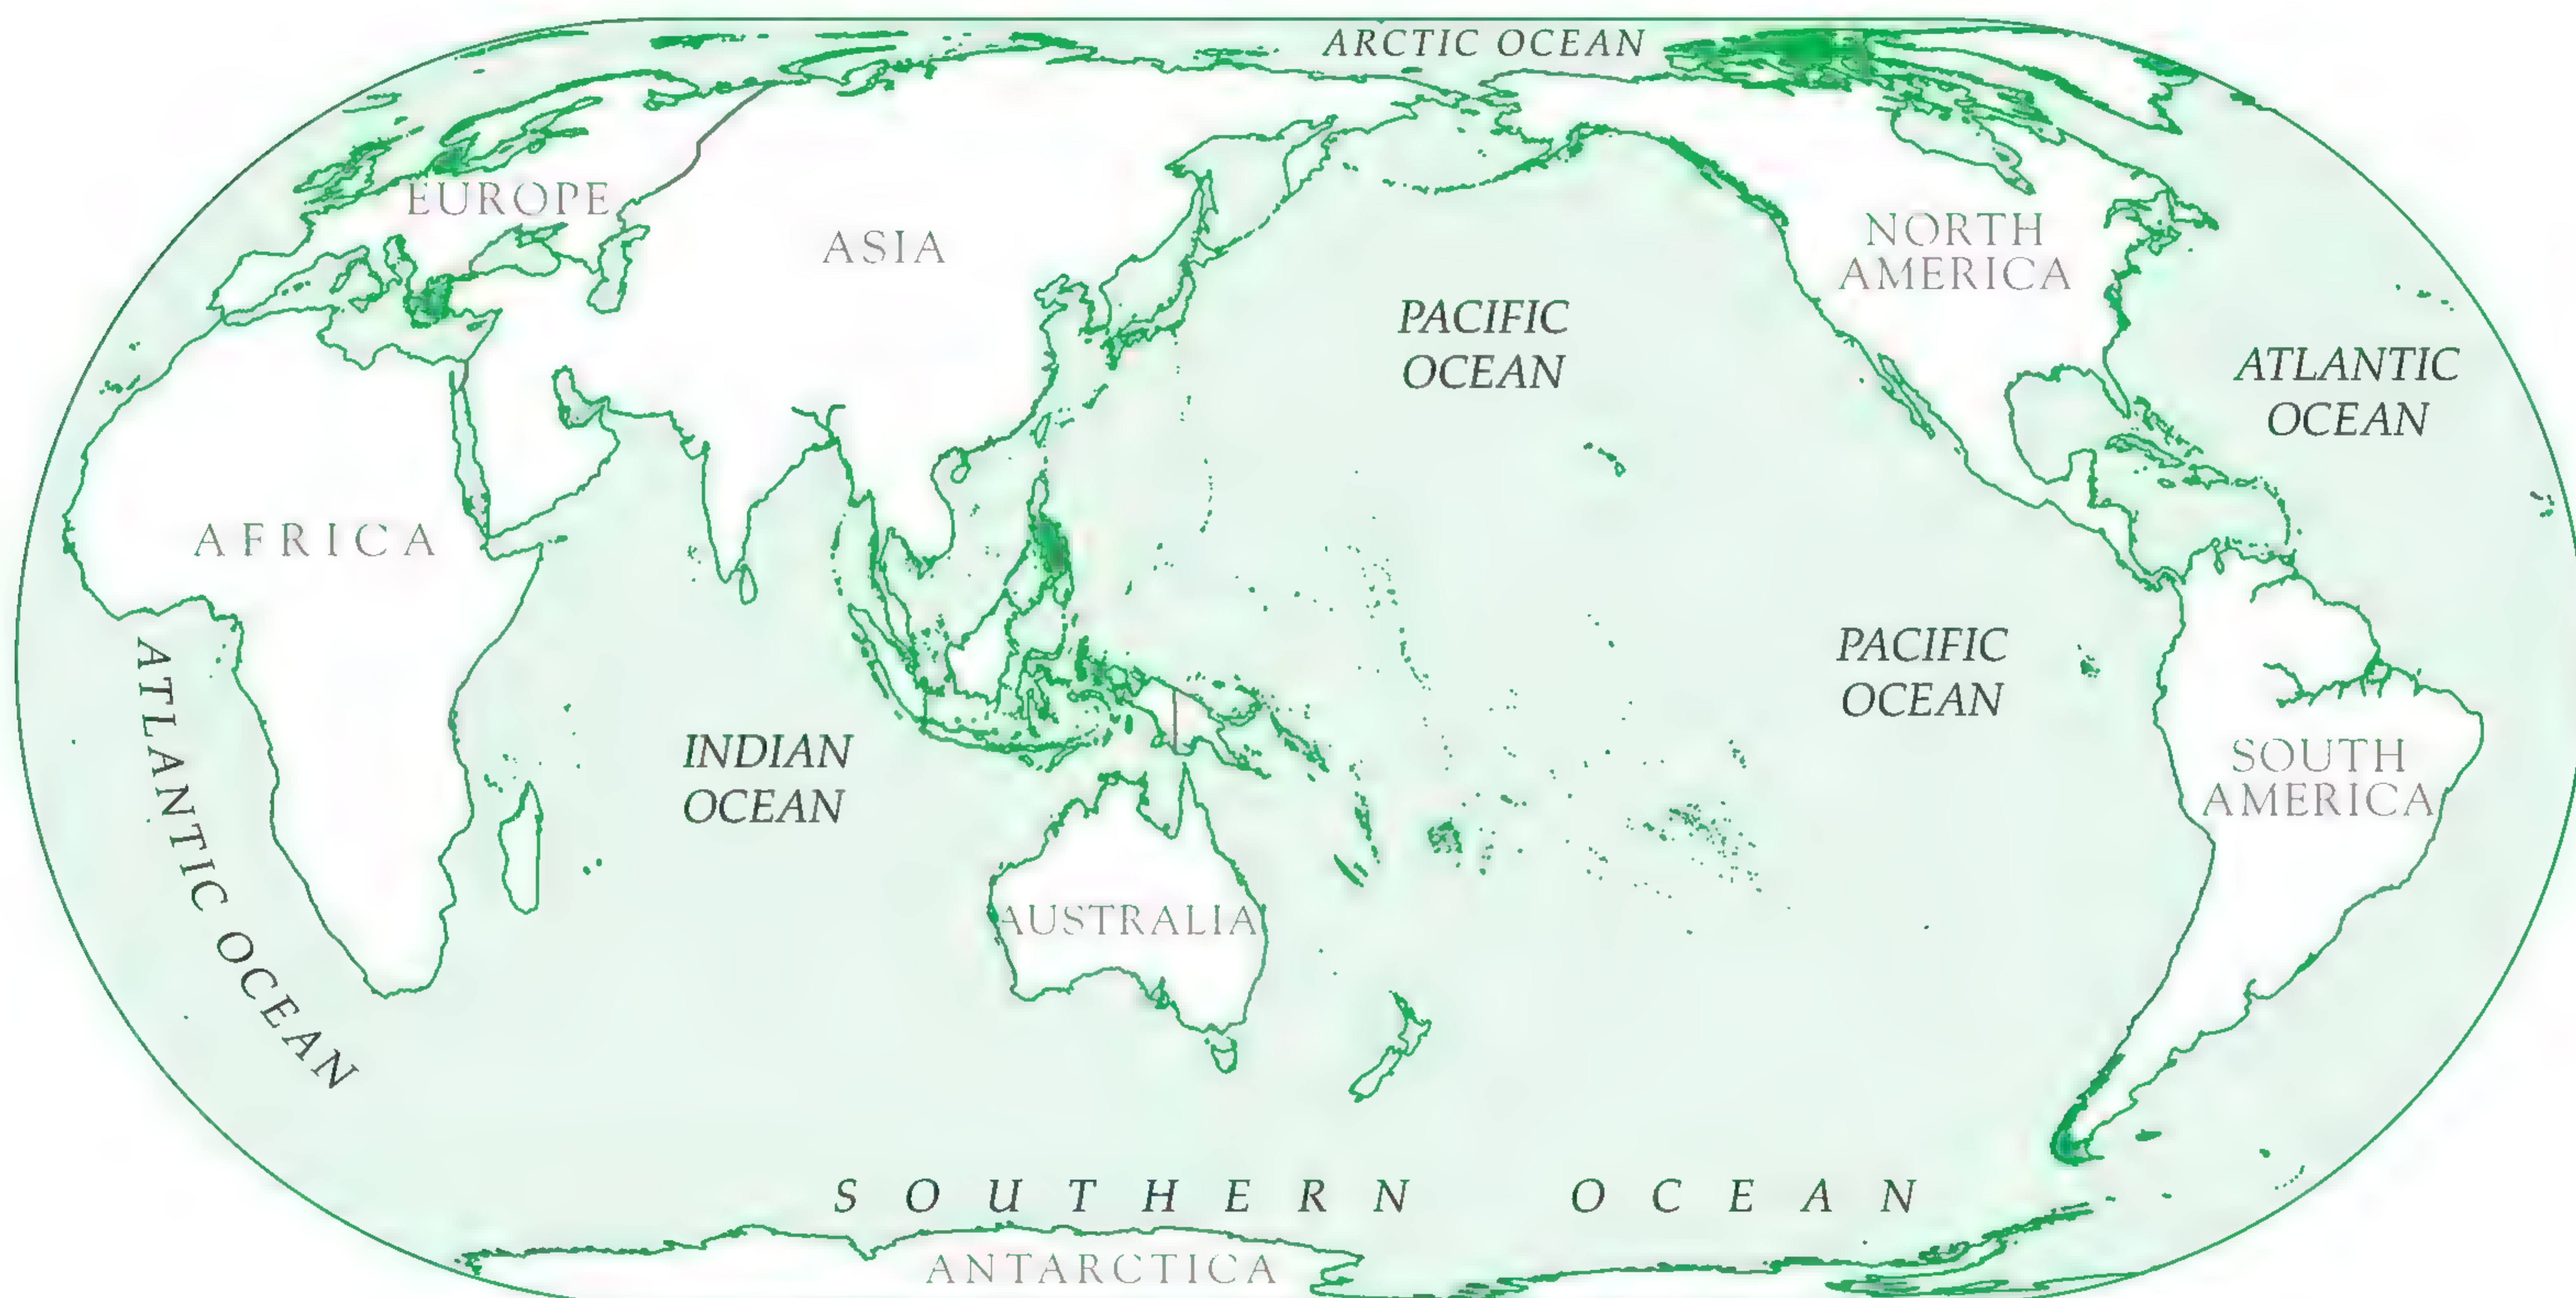 ARCTIC OCEAN
EUROPE
ASIA
NORTH
AMERICA
PACIFIC
OCEAN
ATLANTIC
OCEAN
AFRICA
ATLANTIC OCEAN
PACIFIC
OCEAN
INDIAN
OCEAN
SOUTH
AMERICA
AUSTRALIA
SOUTHERN OCEAN
ANTARCTICA